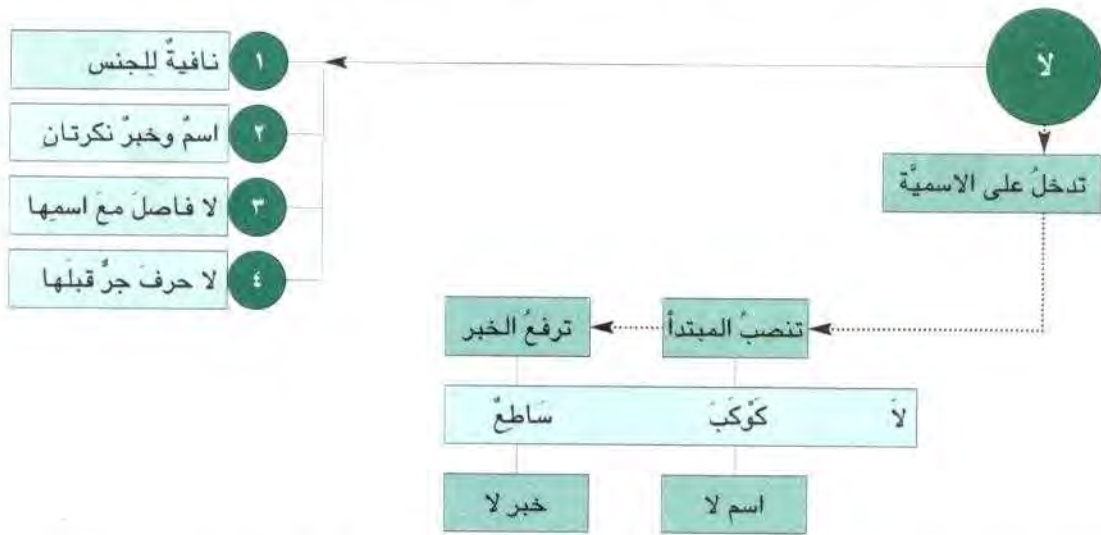 لاَ
١ نافيةٌ لِلجنس
٢ اسمٌ وخبرٌ نكرتانِ
٣ لا فاصلَ معَ اسمِها
٤ لا حرفَ جرٍّ قبلَها
تدخلُ على الاسميَّة
تنصبُ المبتدأ
ترفعُ الخبر
لاَ كَوْكَبَ سَاطعٌ
اسم لا
خبر لا